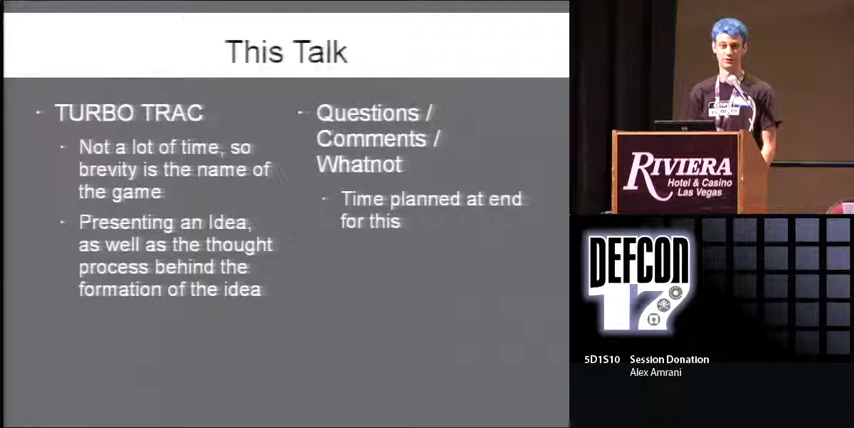 This Talk
TURBO TRAC
Not a lot of time, so
brevity is the name of
the game
Presenting an Idea,
as well as the thought
process behind the
formation of the idea
Questions /
Comments /
Whatnot
Time planned at end
for this
RIVIERA
Hotel & Casino
Las Vegas
DEFCON
17
5D1S10 Session Donation
Alex Amrani